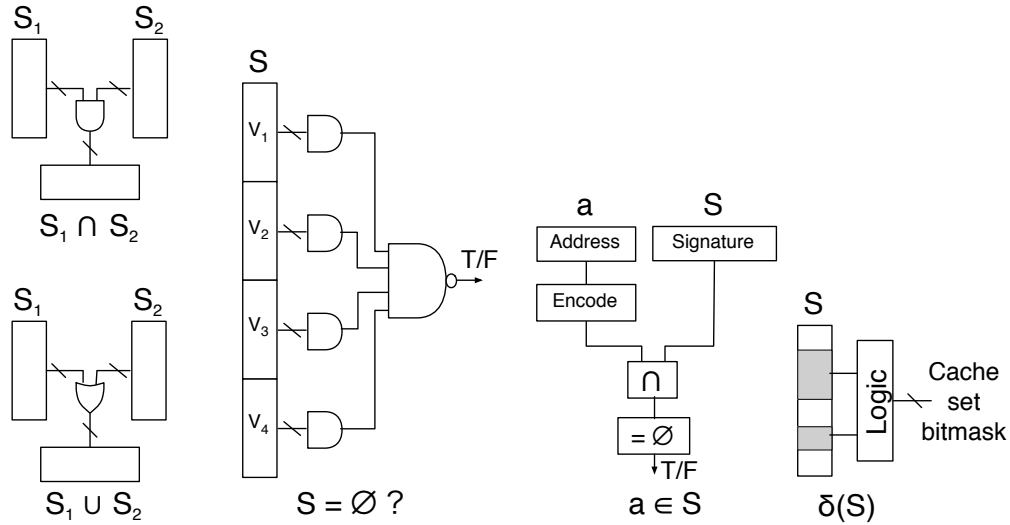 S₁ S₂
S₁ ∩ S₂
S₁ S₂
S₁ ∪ S₂
S
V₁
V₂
V₃
V₄
T/F
S = ∅ ?
a S
Address Signature
Encode
∩
= ∅
T/F
a ∈ S
S
Logic
Cache
set
bitmask
δ(S)